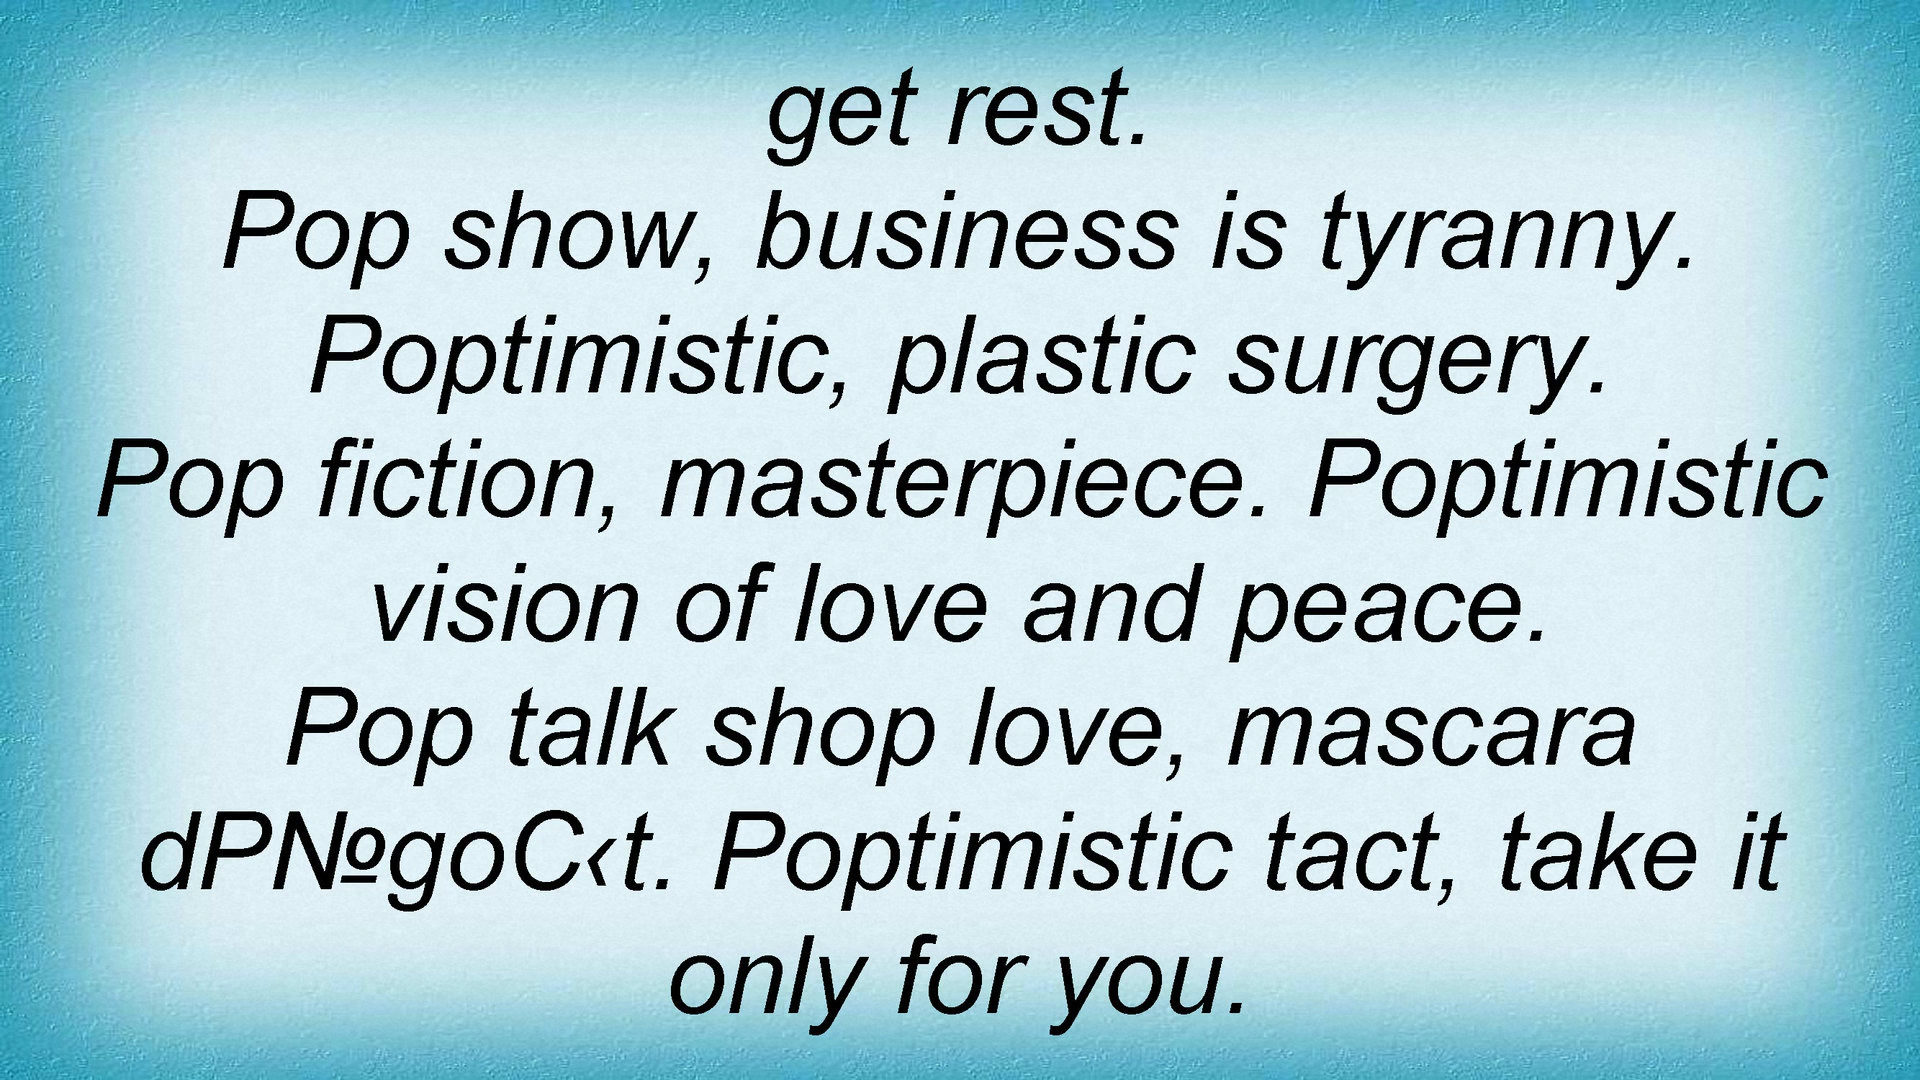 get rest.
Pop show, business is tyranny.
Poptimistic, plastic surgery.
Pop fiction, masterpiece. Poptimistic
vision of love and peace.
Pop talk shop love, mascara
dP№goC‹t. Poptimistic tact, take it
only for you.